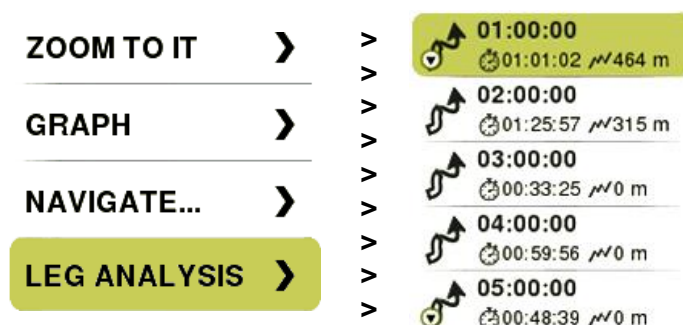 ZOOM TO IT ❯
GRAPH ❯
NAVIGATE... ❯
LEG ANALYSIS ❯
>
>
>
>
>
>
>
>
>
01:00:00
01:01:02 464 m
02:00:00
01:25:57 315 m
03:00:00
00:33:25 0 m
04:00:00
00:59:56 0 m
05:00:00
00:48:39 0 m